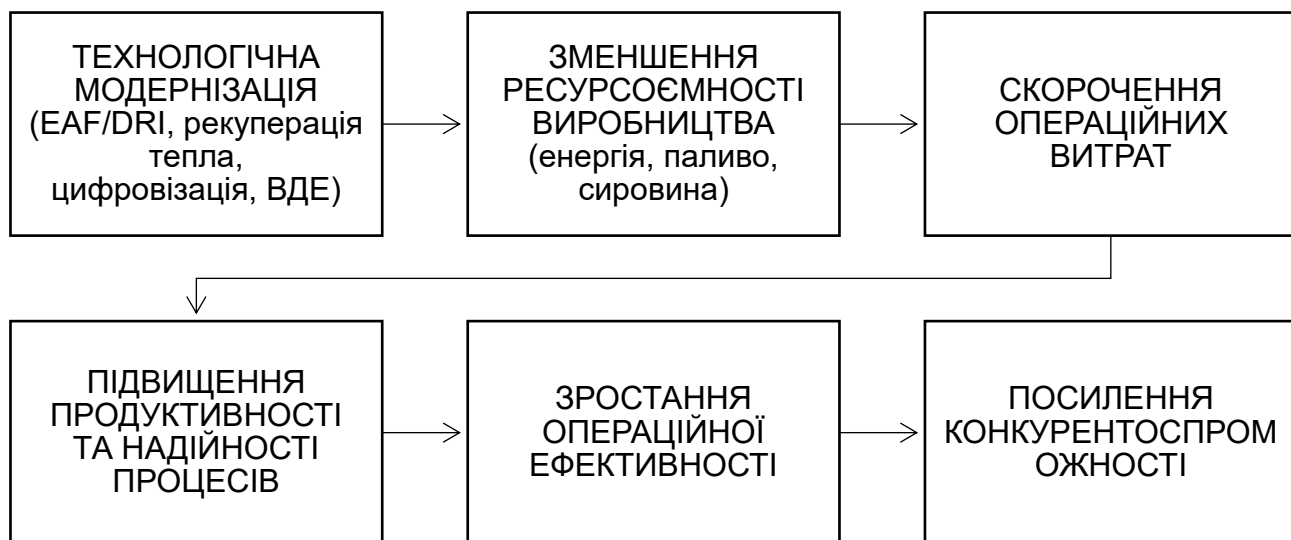 ТЕХНОЛОГІЧНА
МОДЕРНІЗАЦІЯ
(EAF/DRI, рекуперація
тепла,
цифровізація, ВДЕ)
ЗМЕНШЕННЯ
РЕСУРСОЄМНОСТІ
ВИРОБНИЦТВА
(енергія, паливо,
сировина)
СКОРОЧЕННЯ
ОПЕРАЦІЙНИХ
ВИТРАТ
ПІДВИЩЕННЯ
ПРОДУКТИВНОСТІ
ТА НАДІЙНОСТІ
ПРОЦЕСІВ
ЗРОСТАННЯ
ОПЕРАЦІЙНОЇ
ЕФЕКТИВНОСТІ
ПОСИЛЕННЯ
КОНКУРЕНТОСПРОМ
ОЖНОСТІ